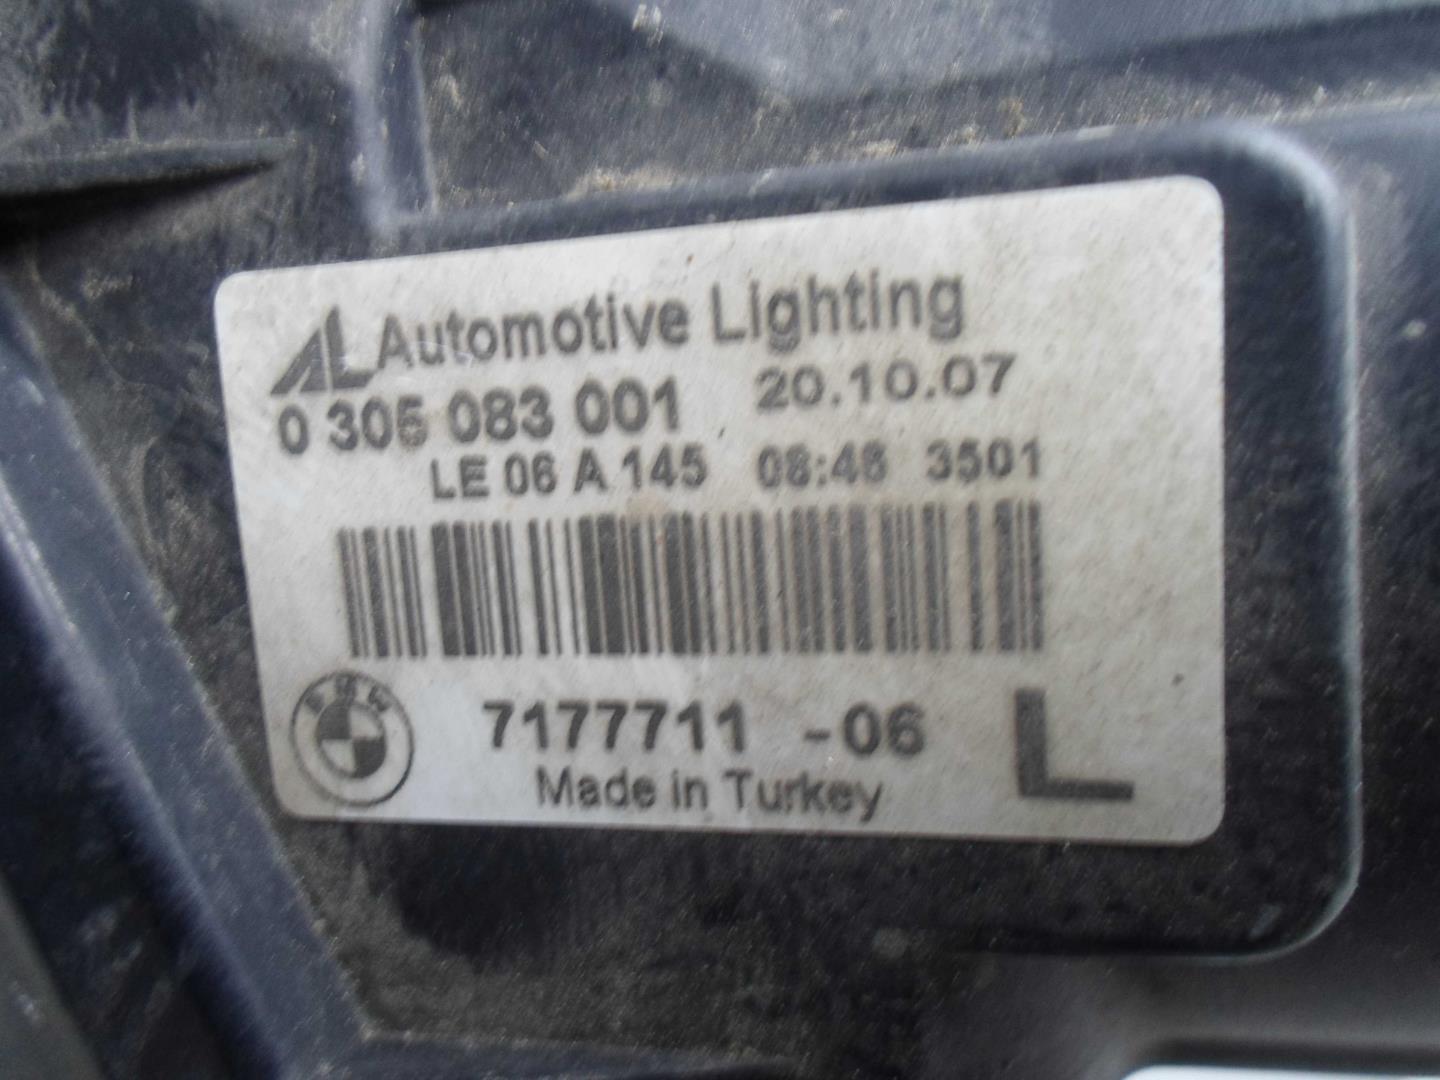 AL Automotive Lighting
0 305 083 001 20.10.07
LE 06 A 145 08:46 3501
BMW 7177711 -06 L
Made in Turkey